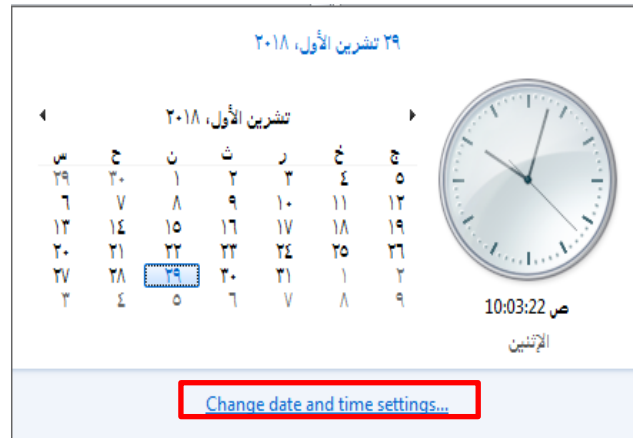 ٢٩ تشرين الأول، ٢٠١٨
تشرين الأول، ٢٠١٨
س ح ن ث ر خ ج
٢٩ ٣٠ ١ ٢ ٣ ٤ ٥
٦ ٧ ٨ ٩ ١٠ ١١ ١٢
١٣ ١٤ ١٥ ١٦ ١٧ ١٨ ١٩
٢٠ ٢١ ٢٢ ٢٣ ٢٤ ٢٥ ٢٦
٢٧ ٢٨ ٢٩ ٣٠ ٣١ ١ ٢
٣ ٤ ٥ ٦ ٧ ٨ ٩
10:03:22 ص
الإثنين
Change date and time settings...